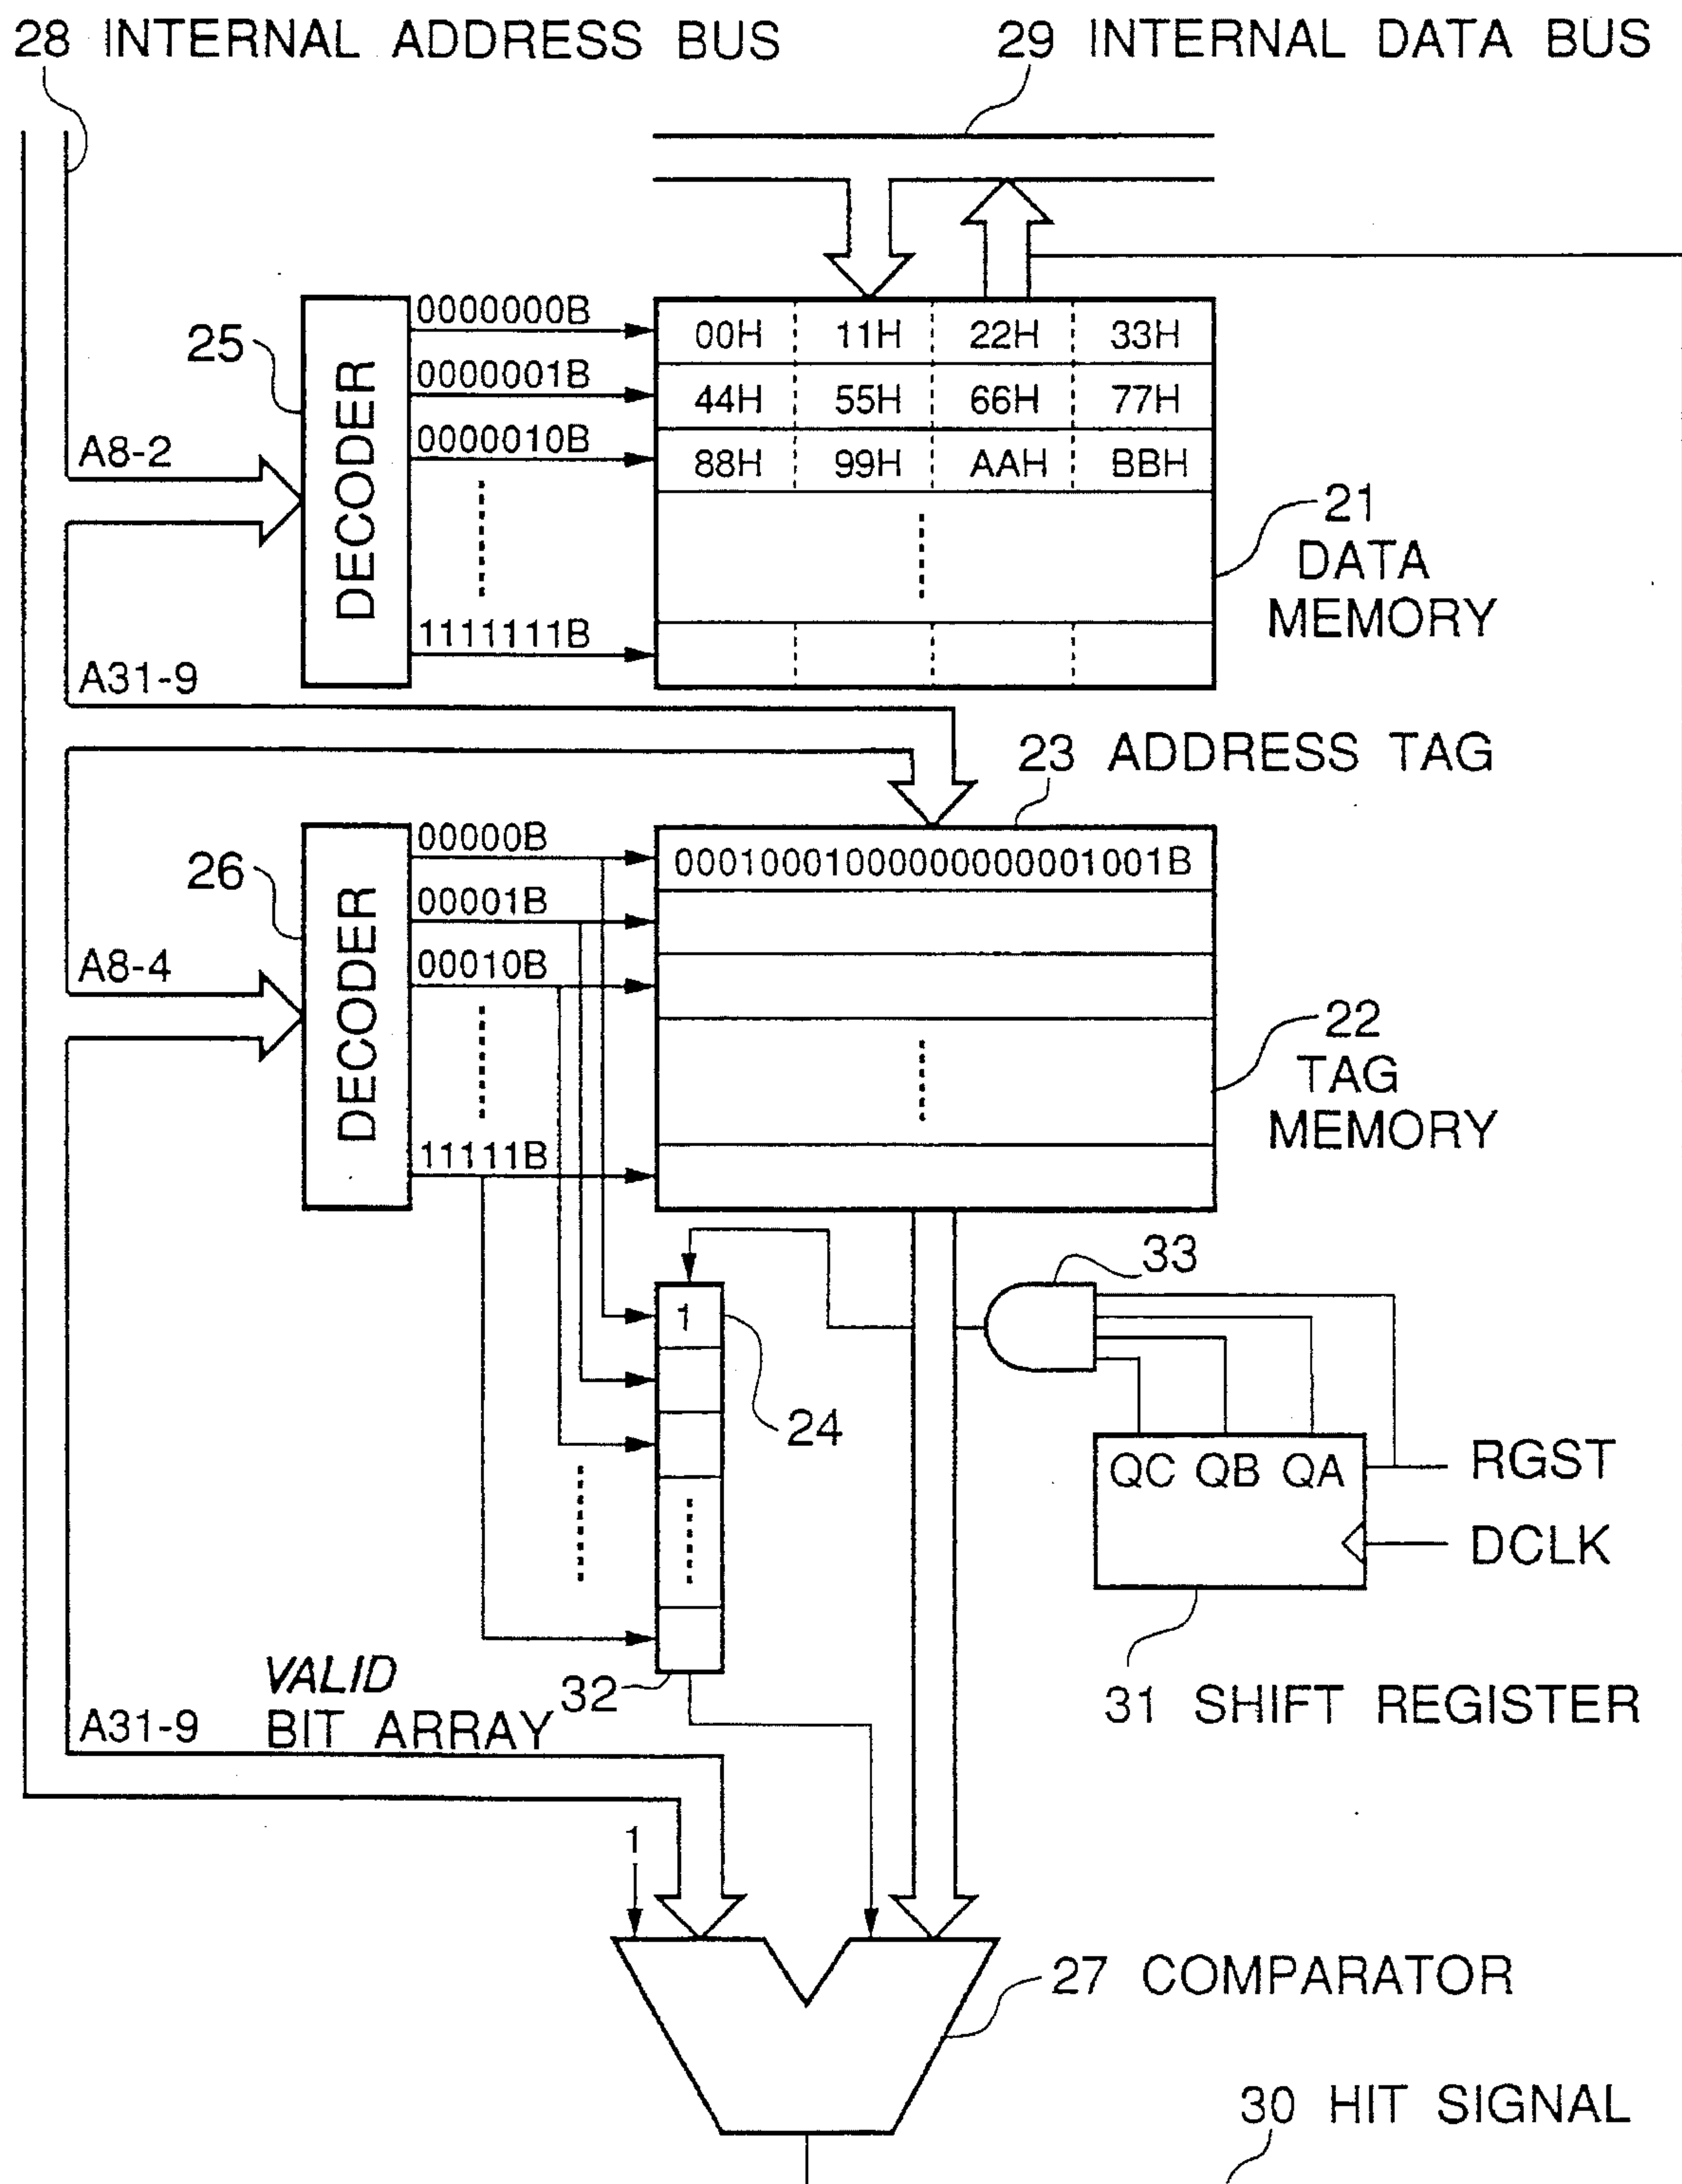 28 INTERNAL ADDRESS BUS
29 INTERNAL DATA BUS
25
DECODER
0000000B
0000001B
0000010B
1111111B
00H 11H 22H 33H
44H 55H 66H 77H
88H 99H AAH BBH
A8-2
21
DATA
MEMORY
A31-9
23 ADDRESS TAG
26
DECODER
00000B
00001B
00010B
11111B
00010001000000000001001B
A8-4
22
TAG
MEMORY
33
1
24
QC QB QA
RGST
DCLK
31 SHIFT REGISTER
VALID
BIT ARRAY
32
A31-9
1
27 COMPARATOR
30 HIT SIGNAL